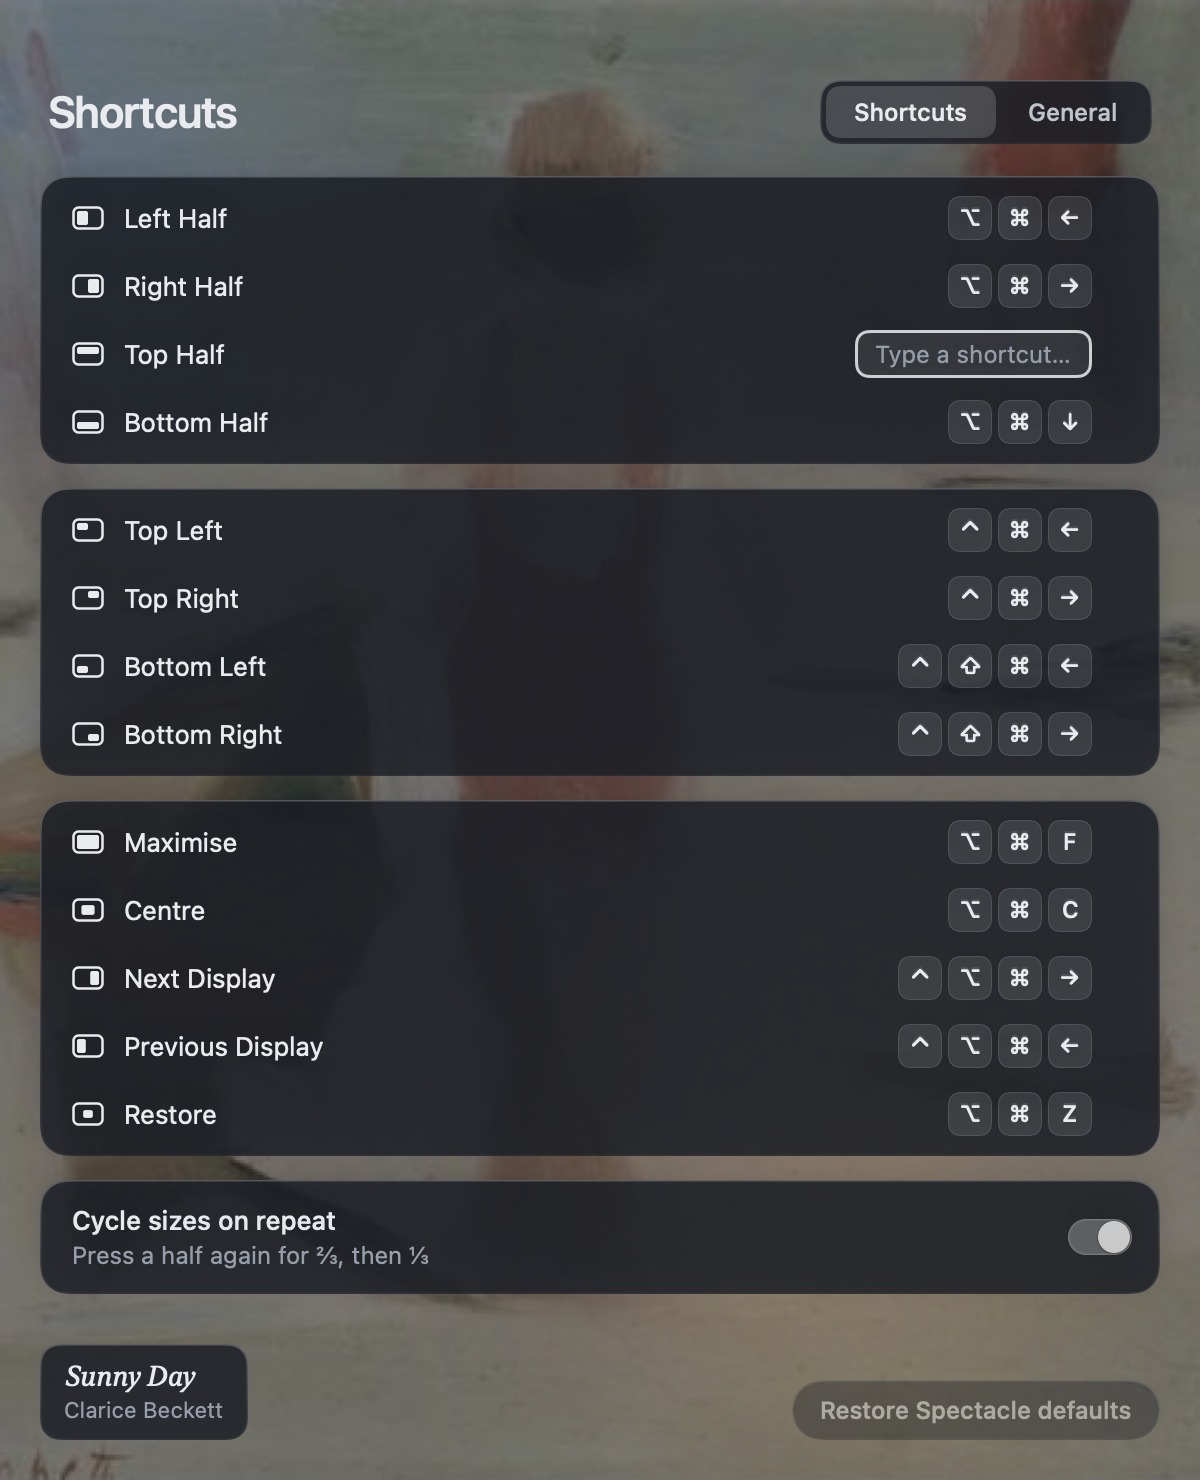 Shortcuts
Shortcuts General
Left Half ⌥ ⌘ ←
Right Half ⌥ ⌘ →
Top Half Type a shortcut...
Bottom Half ⌥ ⌘ ↓
Top Left ^ ⌘ ←
Top Right ^ ⌘ →
Bottom Left ^ ⇧ ⌘ ←
Bottom Right ^ ⇧ ⌘ →
Maximise ⌥ ⌘ F
Centre ⌥ ⌘ C
Next Display ^ ⌥ ⌘ →
Previous Display ^ ⌥ ⌘ ←
Restore ⌥ ⌘ Z
Cycle sizes on repeat
Press a half again for ⅔, then ⅓
Sunny Day
Clarice Beckett
Restore Spectacle defaults